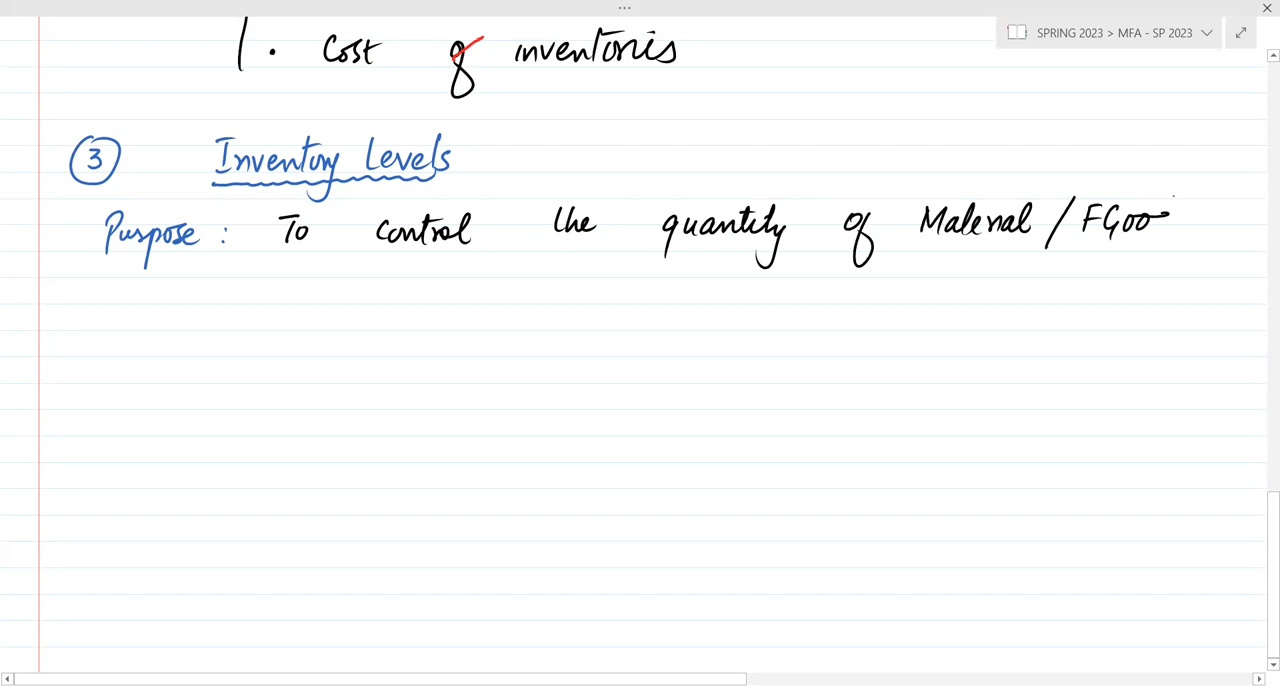 SPRING 2023 > MFA - SP 2023
1. Cost of inventories
3 Inventory Levels
Purpose: To control the quantity of Material / FGoo